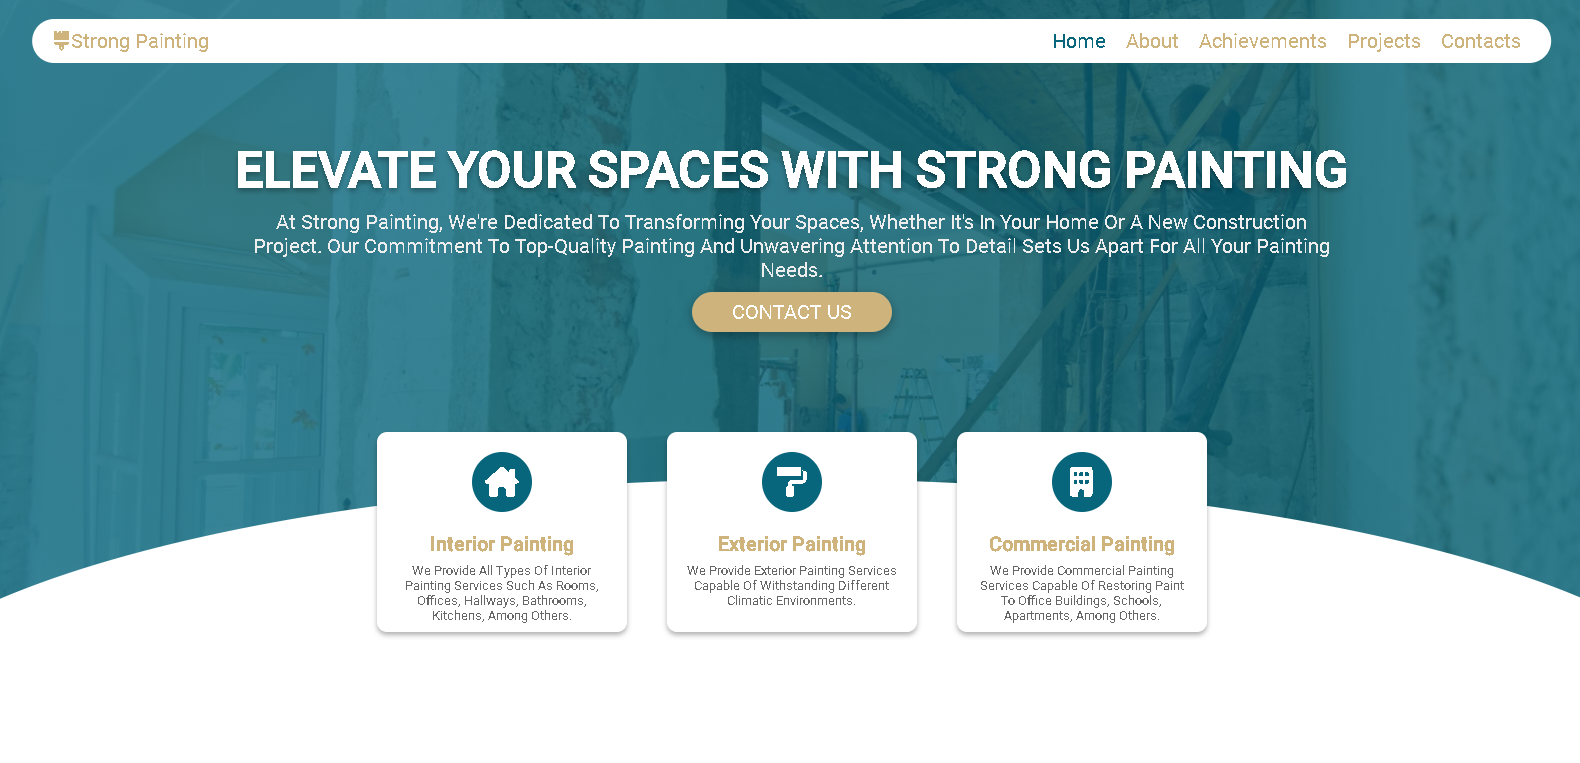 Strong Painting
Home About Achievements Projects Contacts
ELEVATE YOUR SPACES WITH STRONG PAINTING
At Strong Painting, We're Dedicated To Transforming Your Spaces, Whether It's In Your Home Or A New Construction
Project. Our Commitment To Top-Quality Painting And Unwavering Attention To Detail Sets Us Apart For All Your Painting
Needs.
CONTACT US
Interior Painting
We Provide All Types Of Interior
Painting Services Such As Rooms,
Offices, Hallways, Bathrooms,
Kitchens, Among Others.
Exterior Painting
We Provide Exterior Painting Services
Capable Of Withstanding Different
Climatic Environments.
Commercial Painting
We Provide Commercial Painting
Services Capable Of Restoring Paint
To Office Buildings, Schools,
Apartments, Among Others.